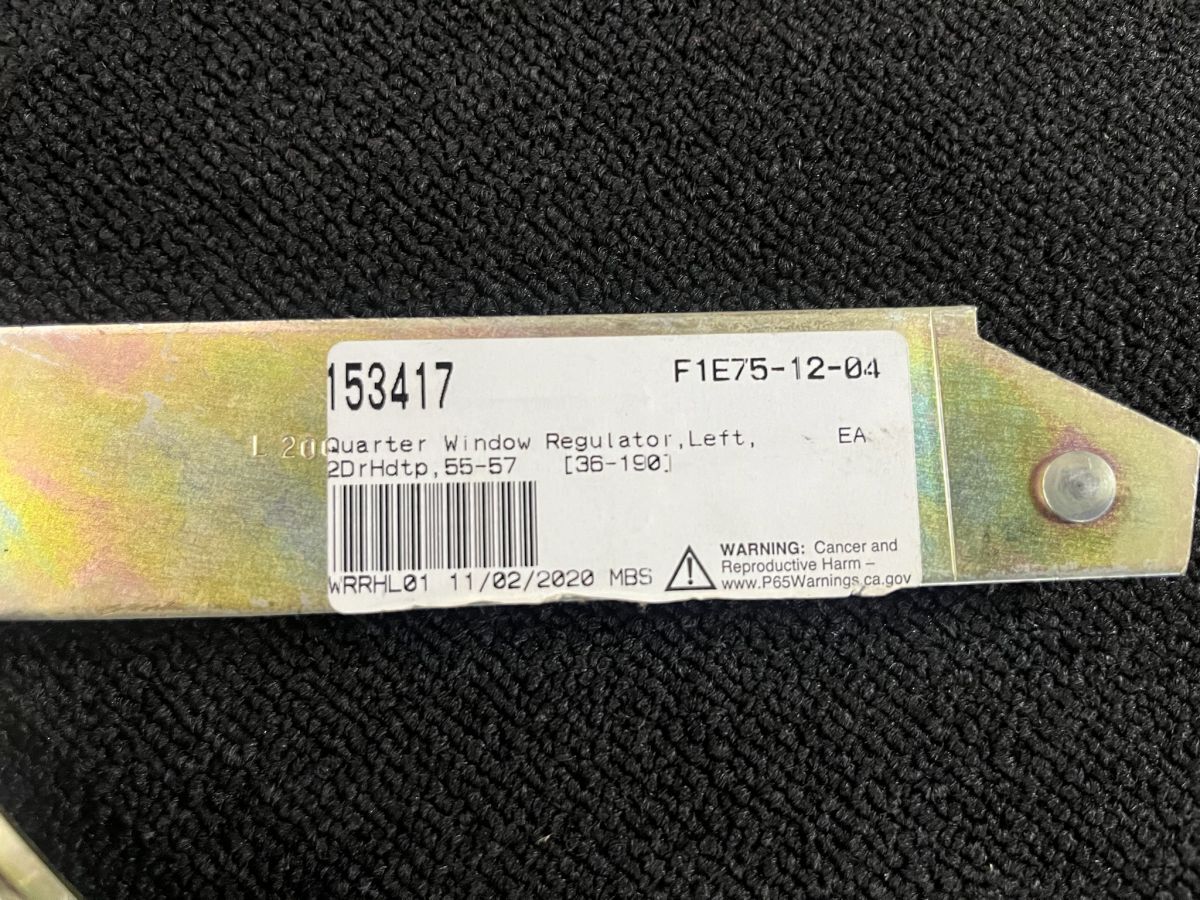 153417
F1E75-12-04
L 20
Quarter Window Regulator,Left, EA
2DrHdtp,55-57 [36-190]
WRRHL01 11/02/2020 MBS
WARNING: Cancer and
Reproductive Harm –
www.P65Warnings.ca.gov